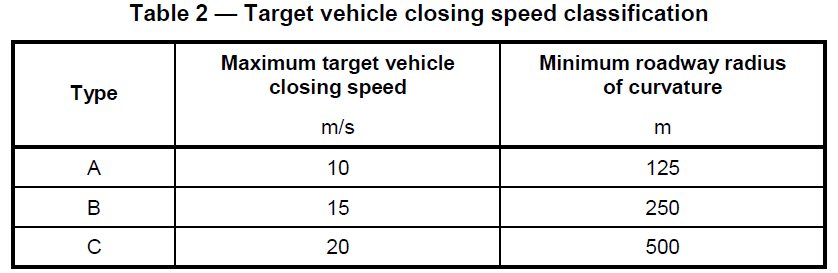 Table 2 — Target vehicle closing speed classification
Type
Maximum target vehicle
closing speed
m/s
Minimum roadway radius
of curvature
m
A 10 125
B 15 250
C 20 500